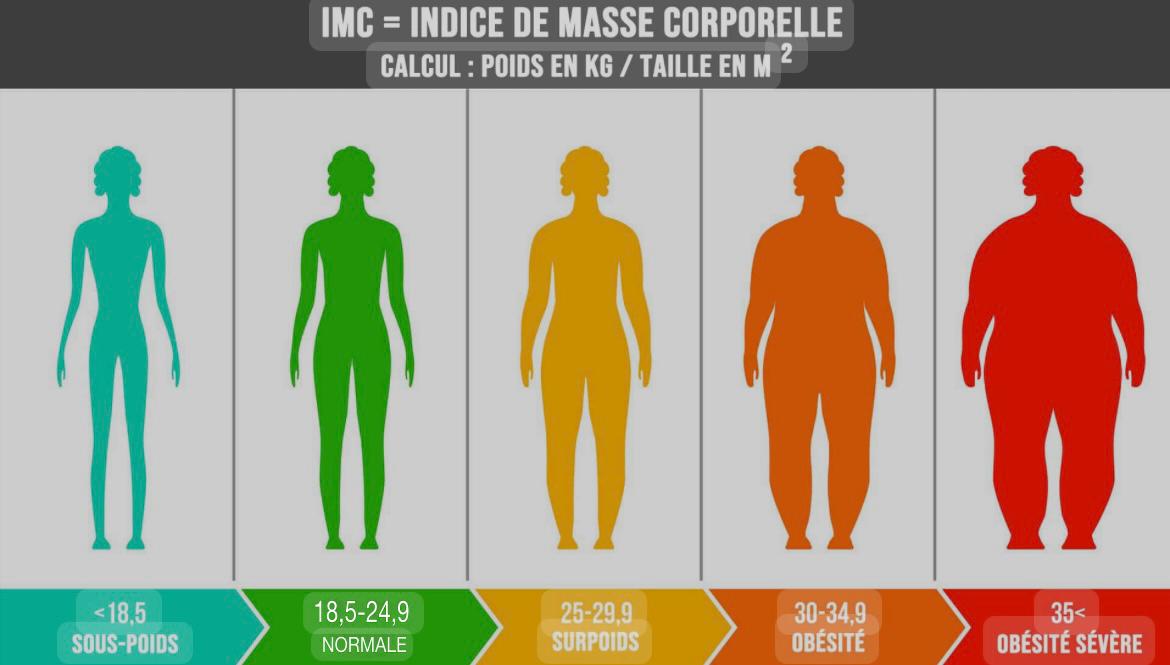 IMC = INDICE DE MASSE CORPORELLE
CALCUL : POIDS EN KG / TAILLE EN M 2
<18,5
SOUS-POIDS
18,5-24,9
NORMALE
25-29,9
SURPOIDS
30-34,9
OBÉSITÉ
35<
OBÉSITÉ SÉVÈRE